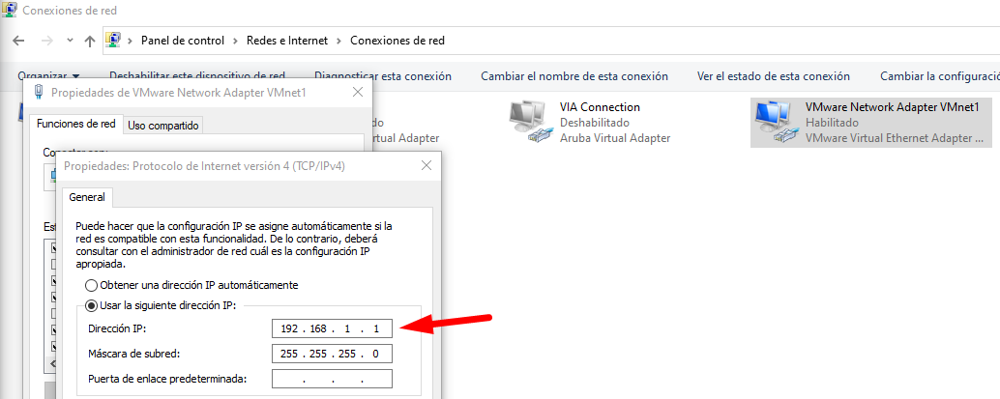 Conexiones de red
Panel de control > Redes e Internet > Conexiones de red
Organizar Deshabilitar este dispositivo de red Diagnosticar esta conexión Cambiar el nombre de esta conexión Ver el estado de esta conexión Cambiar la configuració
Propiedades de VMware Network Adapter VMnet1
Funciones de red Uso compartido
VIA Connection
Deshabilitado
Aruba Virtual Adapter
VMware Network Adapter VMnet1
Habilitado
VMware Virtual Ethernet Adapter ...
Propiedades: Protocolo de Internet versión 4 (TCP/IPv4)
General
Puede hacer que la configuración IP se asigne automáticamente si la
red es compatible con esta funcionalidad. De lo contrario, deberá
consultar con el administrador de red cuál es la configuración IP
apropiada.
Obtener una dirección IP automáticamente
Usar la siguiente dirección IP:
Dirección IP: 192 . 168 . 1 . 1
Máscara de subred: 255 . 255 . 255 . 0
Puerta de enlace predeterminada: . . .